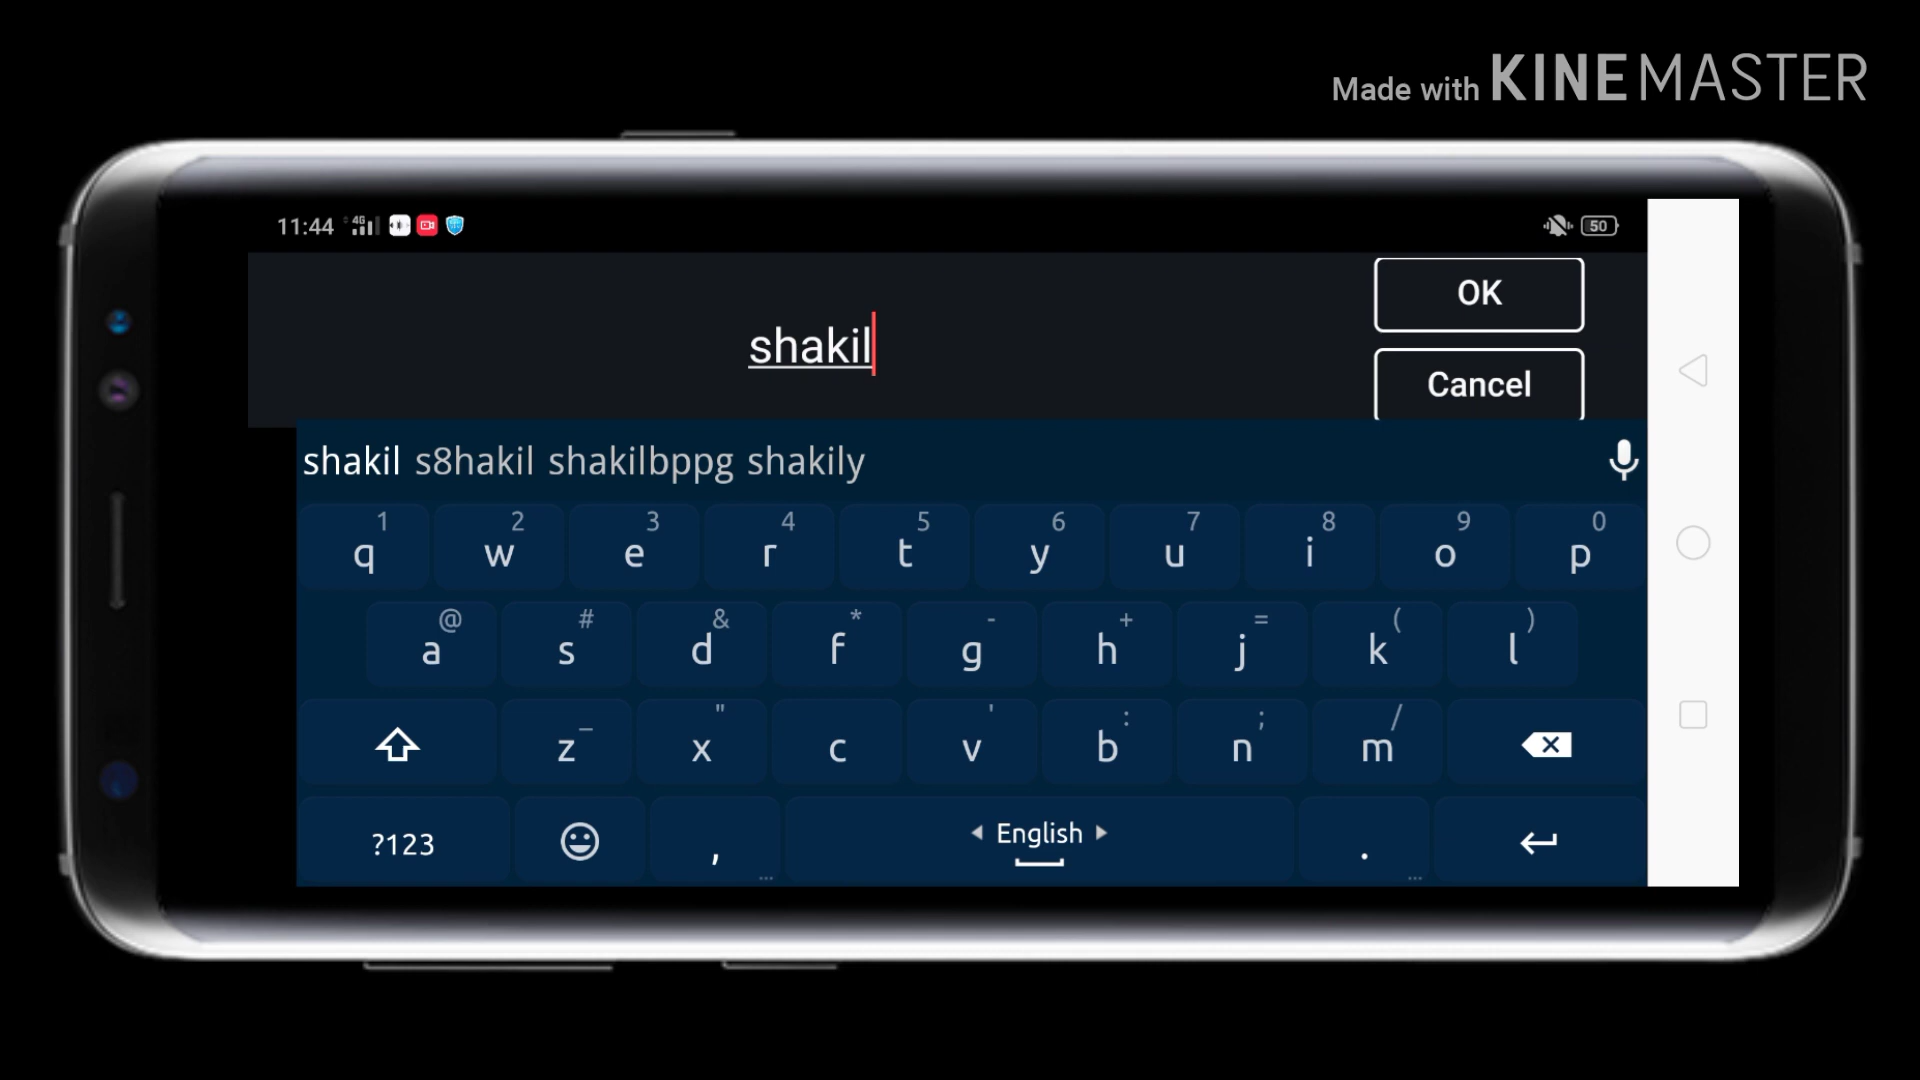 Made with KINEMASTER
11:44 4G 50
OK
shakil
Cancel
shakil s8hakil shakilbppg shakily
1 2 3 4 5 6 7 8 9 0
q w e r t y u i o p
@ # & * - + = ( )
a s d f g h j k l
_ " ' : ; /
z x c v b n m
?123 , English .